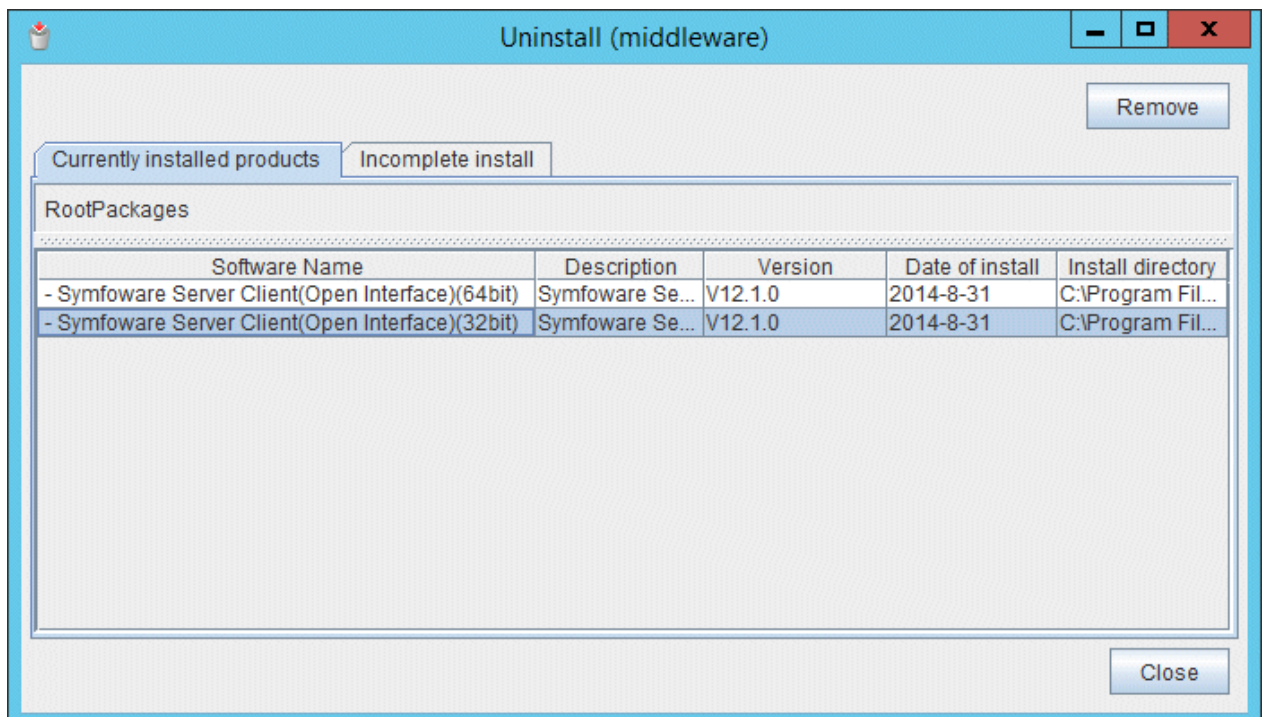 Uninstall (middleware)
Remove
Currently installed products Incomplete install
RootPackages
Software Name Description Version Date of install Install directory
- Symfoware Server Client(Open Interface)(64bit) Symfoware Se... V12.1.0 2014-8-31 C:\Program Fil...
- Symfoware Server Client(Open Interface)(32bit) Symfoware Se... V12.1.0 2014-8-31 C:\Program Fil...
Close